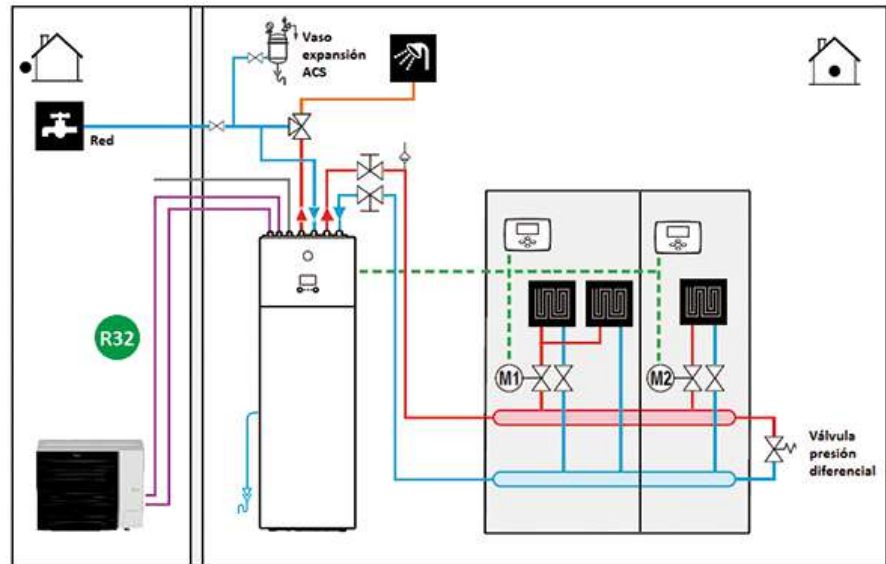 Vaso
expansión
ACS
Red
R32
M1
M2
Válvula
presión
diferencial